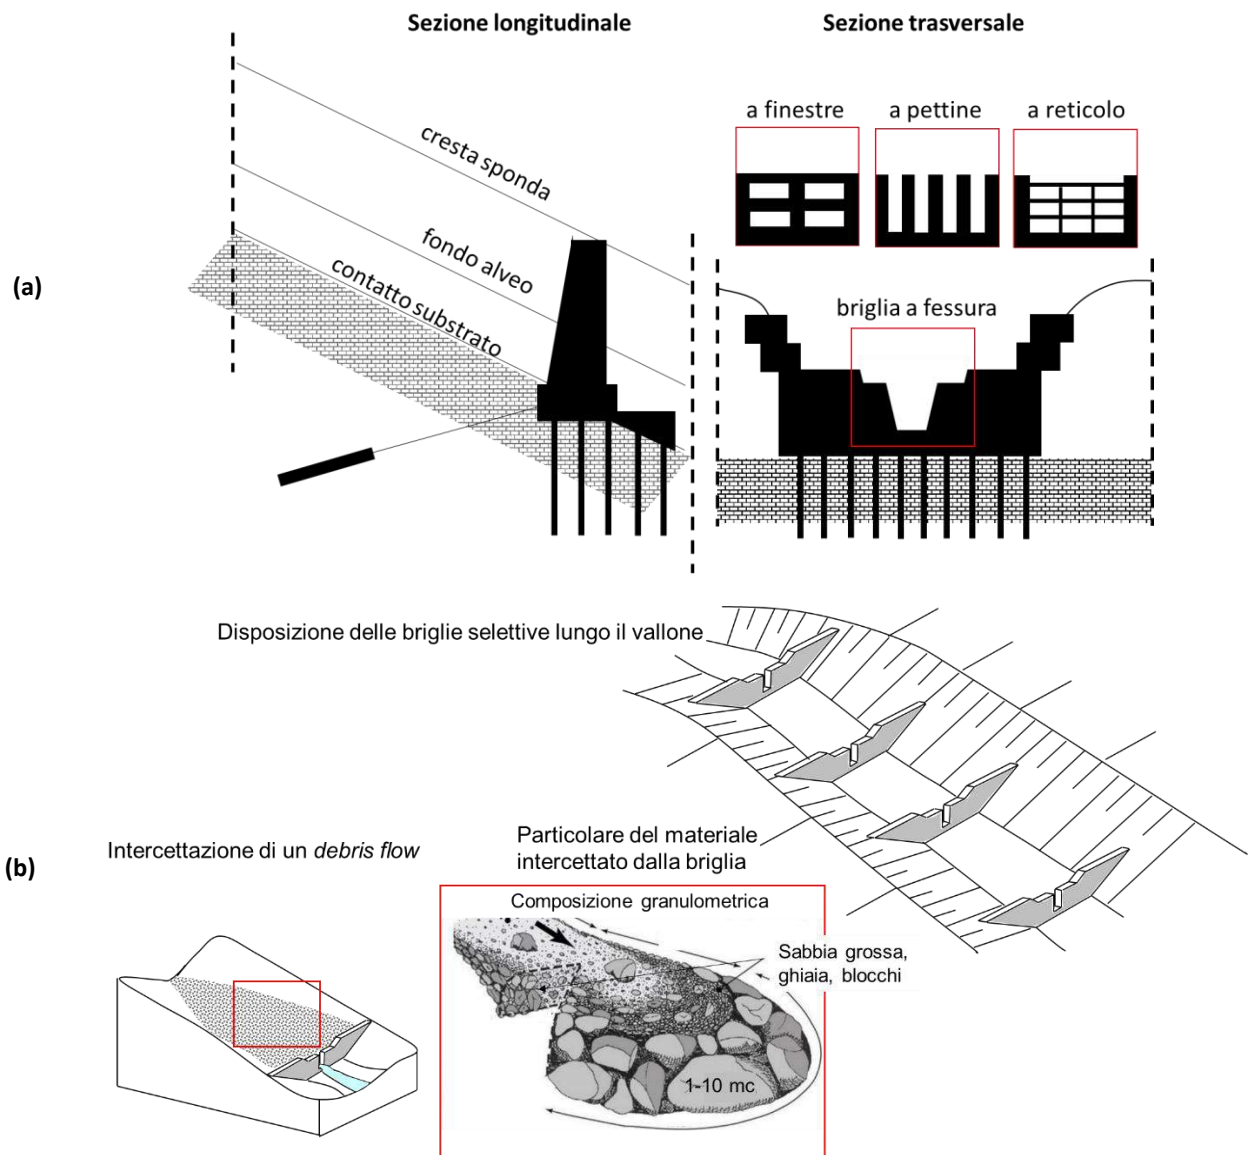 Sezione longitudinale
Sezione trasversale
a finestre
a pettine
a reticolo
cresta sponda
fondo alveo
contatto substrato
(a)
briglia a fessura
Disposizione delle briglie selettive lungo il vallone
(b)
Intercettazione di un debris flow
Particolare del materiale
intercettato dalla briglia
Composizione granulometrica
Sabbia grossa,
ghiaia, blocchi
1-10 mc